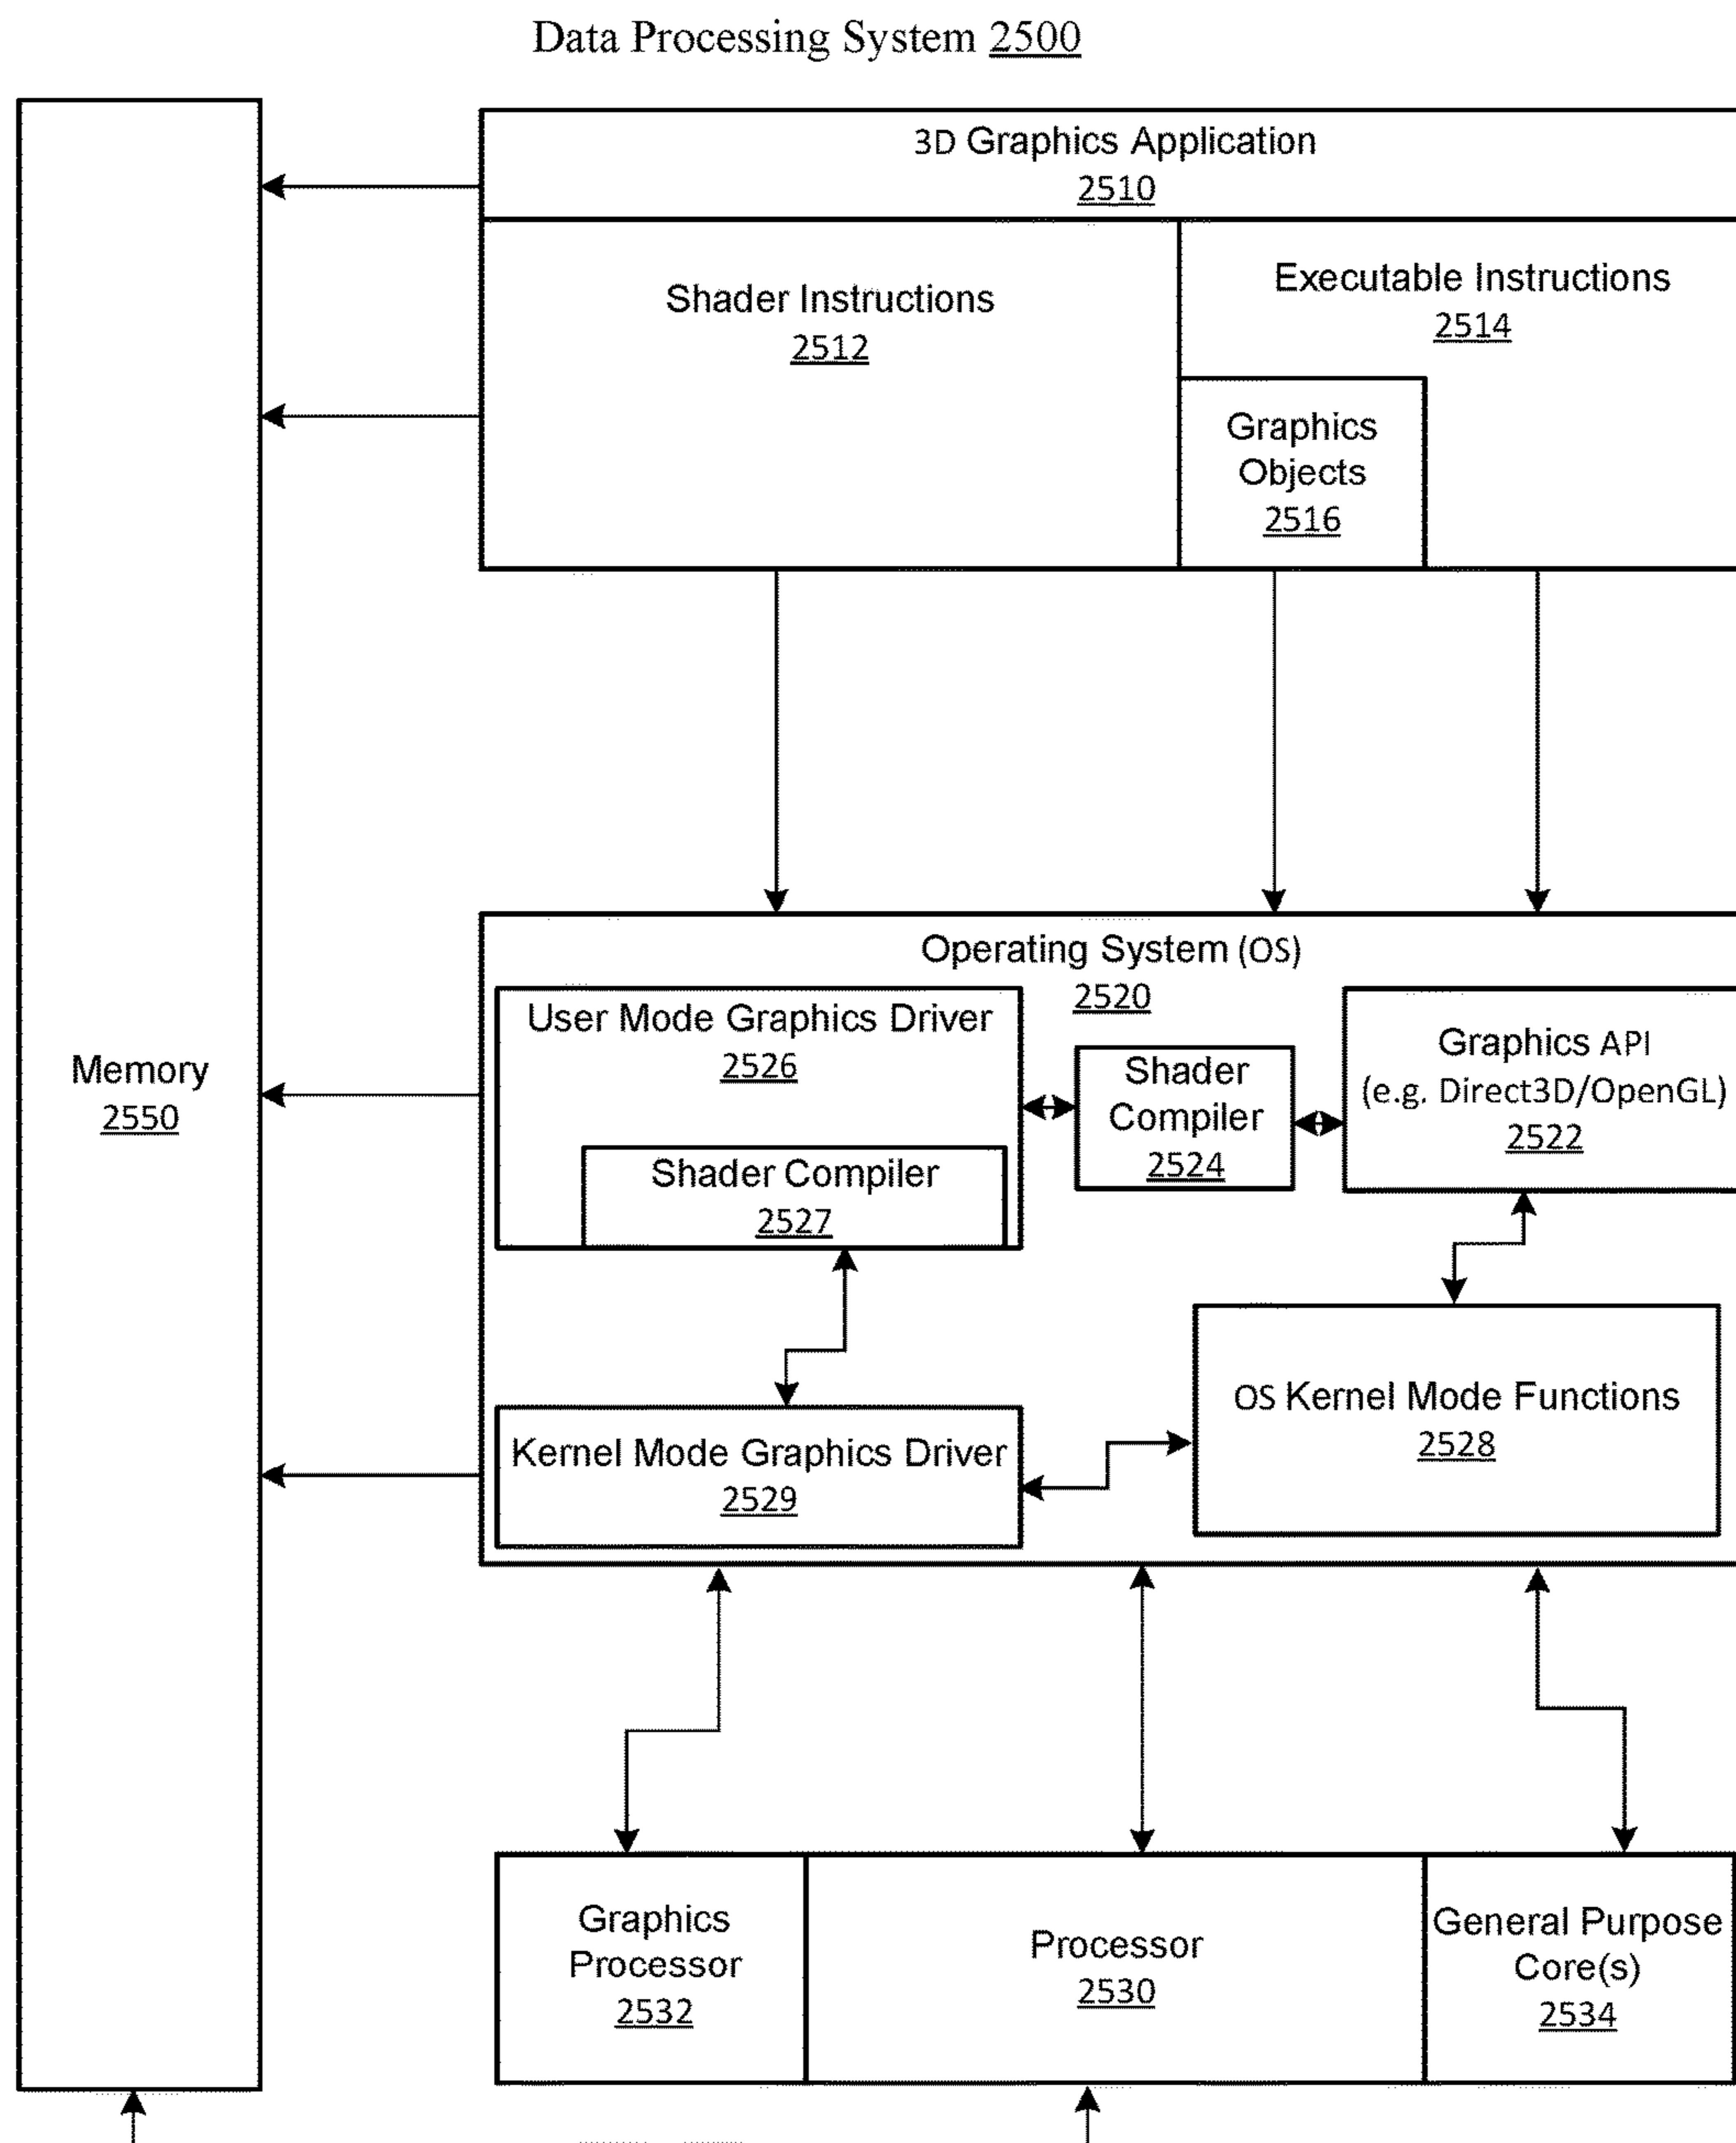 Data Processing System 2500
3D Graphics Application
2510
Shader Instructions
2512
Executable Instructions
2514
Graphics
Objects
2516
Operating System (OS)
2520
User Mode Graphics Driver
2526
Shader Compiler
2527
Shader
Compiler
2524
Graphics API
(e.g. Direct3D/OpenGL)
2522
Memory
2550
OS Kernel Mode Functions
2528
Kernel Mode Graphics Driver
2529
Graphics
Processor
2532
Processor
2530
General Purpose
Core(s)
2534